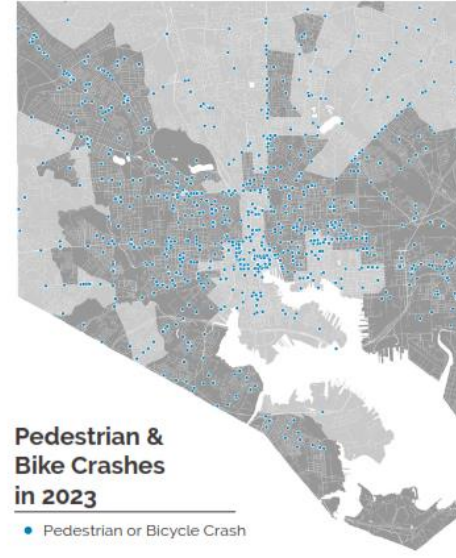 Pedestrian &
Bike Crashes
in 2023
Pedestrian or Bicycle Crash